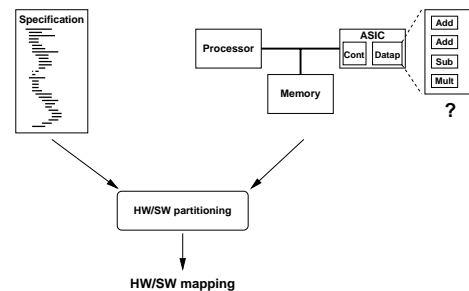 Specification
Processor
Memory
ASIC
Cont
Datap
Add
Add
Sub
Mult
?
HW/SW partitioning
HW/SW mapping